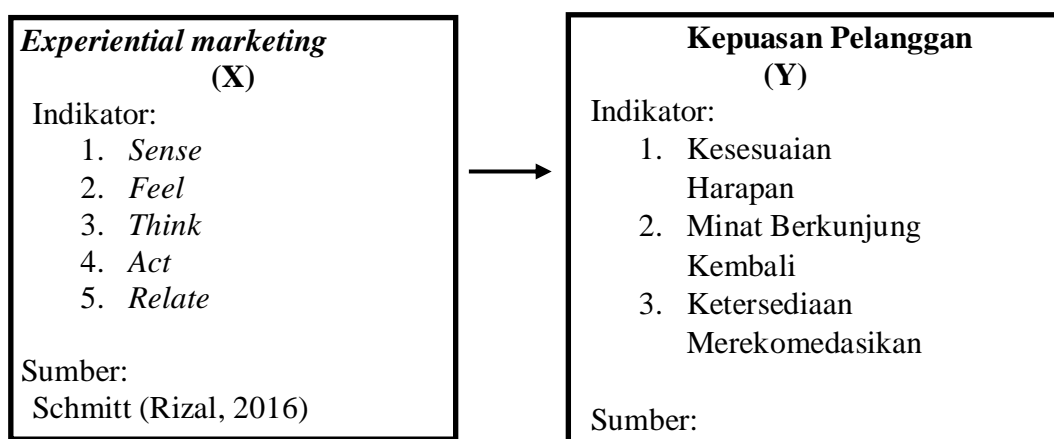 Experiential marketing
(X)
Indikator:
1. Sense
2. Feel
3. Think
4. Act
5. Relate
Sumber:
Schmitt (Rizal, 2016)
Kepuasan Pelanggan
(Y)
Indikator:
1. Kesesuaian
Harapan
2. Minat Berkunjung
Kembali
3. Ketersediaan
Merekomedasikan
Sumber: